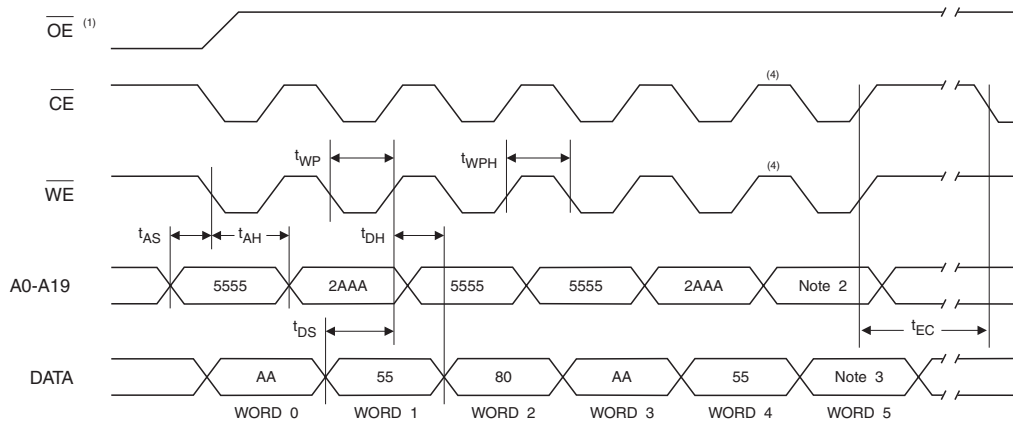 OE (1)
CE
(4)
tWP
tWPH
WE
(4)
tAS
tAH
tDH
A0-A19
5555
2AAA
5555
5555
2AAA
Note 2
tDS
tEC
DATA
AA
55
80
AA
55
Note 3
WORD 0
WORD 1
WORD 2
WORD 3
WORD 4
WORD 5